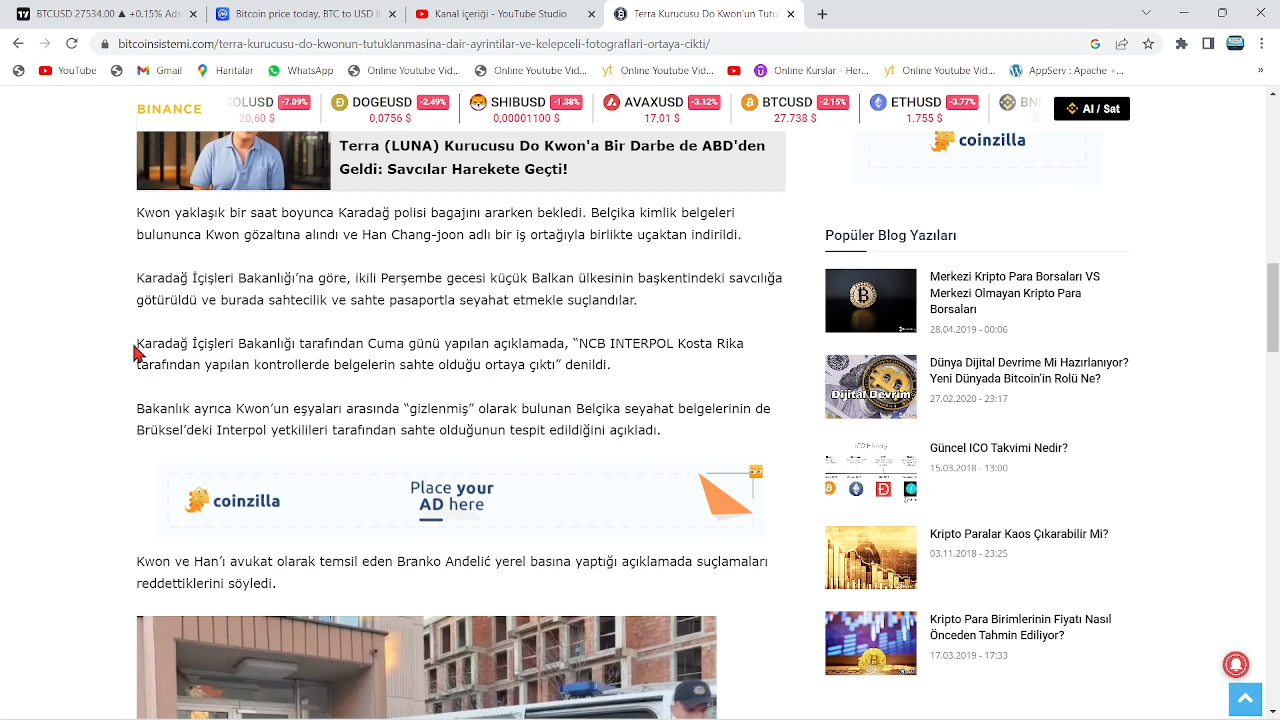 BTCUSD 27534.00 ▲ +0.15% Ades
Bitcoin price today, BTC to USD li
Kanal içeriği - YouTube Studio
Terra Kurucusu Do Kwon'un Tutu
bitcoinsistemi.com/terra-kurucusu-do-kwonun-tutuklanmasina-dair-ayrintilar-ve-kelepceli-fotograflari-ortaya-cikti/
YouTube
Gmail
Haritalar
WhatsApp
Online Youtube Vid...
Online Youtube Vid...
Online Youtube Vid...
Online Kurslar - Her...
Online Youtube Vid...
AppServ : Apache +...
»
BINANCE
SOLUSD -7.09%
20,60 $
DOGEUSD -2.49%
0,0736 $
SHIBUSD -1.38%
0,00001100 $
AVAXUSD -3.12%
17,01 $
BTCUSD -2.15%
27.738 $
ETHUSD -3.77%
1.755 $
Al / Sat
Terra (LUNA) Kurucusu Do Kwon'a Bir Darbe de ABD'den
Geldi: Savcılar Harekete Geçti!
coinzilla
Kwon yaklaşık bir saat boyunca Karadağ polisi bagajını ararken bekledi. Belçika kimlik belgeleri
bulununca Kwon gözaltına alındı ve Han Chang-joon adlı bir iş ortağıyla birlikte uçaktan indirildi.
Karadağ İçişleri Bakanlığı’na göre, ikili Perşembe gecesi küçük Balkan ülkesinin başkentindeki savcılığa
götürüldü ve burada sahtecilik ve sahte pasaportla seyahat etmekle suçlandılar.
Karadağ İçişleri Bakanlığı tarafından Cuma günü yapılan açıklamada, “NCB INTERPOL Kosta Rika
tarafından yapılan kontrollerde belgelerin sahte olduğu ortaya çıktı” denildi.
Bakanlık ayrıca Kwon’un eşyaları arasında “gizlenmiş” olarak bulunan Belçika seyahat belgelerinin de
Brüksel’deki Interpol yetkilileri tarafından sahte olduğunun tespit edildiğini açıkladı.
coinzilla
Place your
AD here
Kwon ve Han’ı avukat olarak temsil eden Branko Anđelić yerel basına yaptığı açıklamada suçlamaları
reddettiklerini söyledi.
Popüler Blog Yazıları
Merkezi Kripto Para Borsaları VS
Merkezi Olmayan Kripto Para
Borsaları
28.04.2019 - 00:06
Dijital Devrim
Dünya Dijital Devrime Mi Hazırlanıyor?
Yeni Dünyada Bitcoin’in Rolü Ne?
27.02.2020 - 23:17
ICO History
Güncel ICO Takvimi Nedir?
15.03.2018 - 13:00
Kripto Paralar Kaos Çıkarabilir Mi?
03.11.2018 - 23:25
Kripto Para Birimlerinin Fiyatı Nasıl
Önceden Tahmin Ediliyor?
17.03.2019 - 17:33